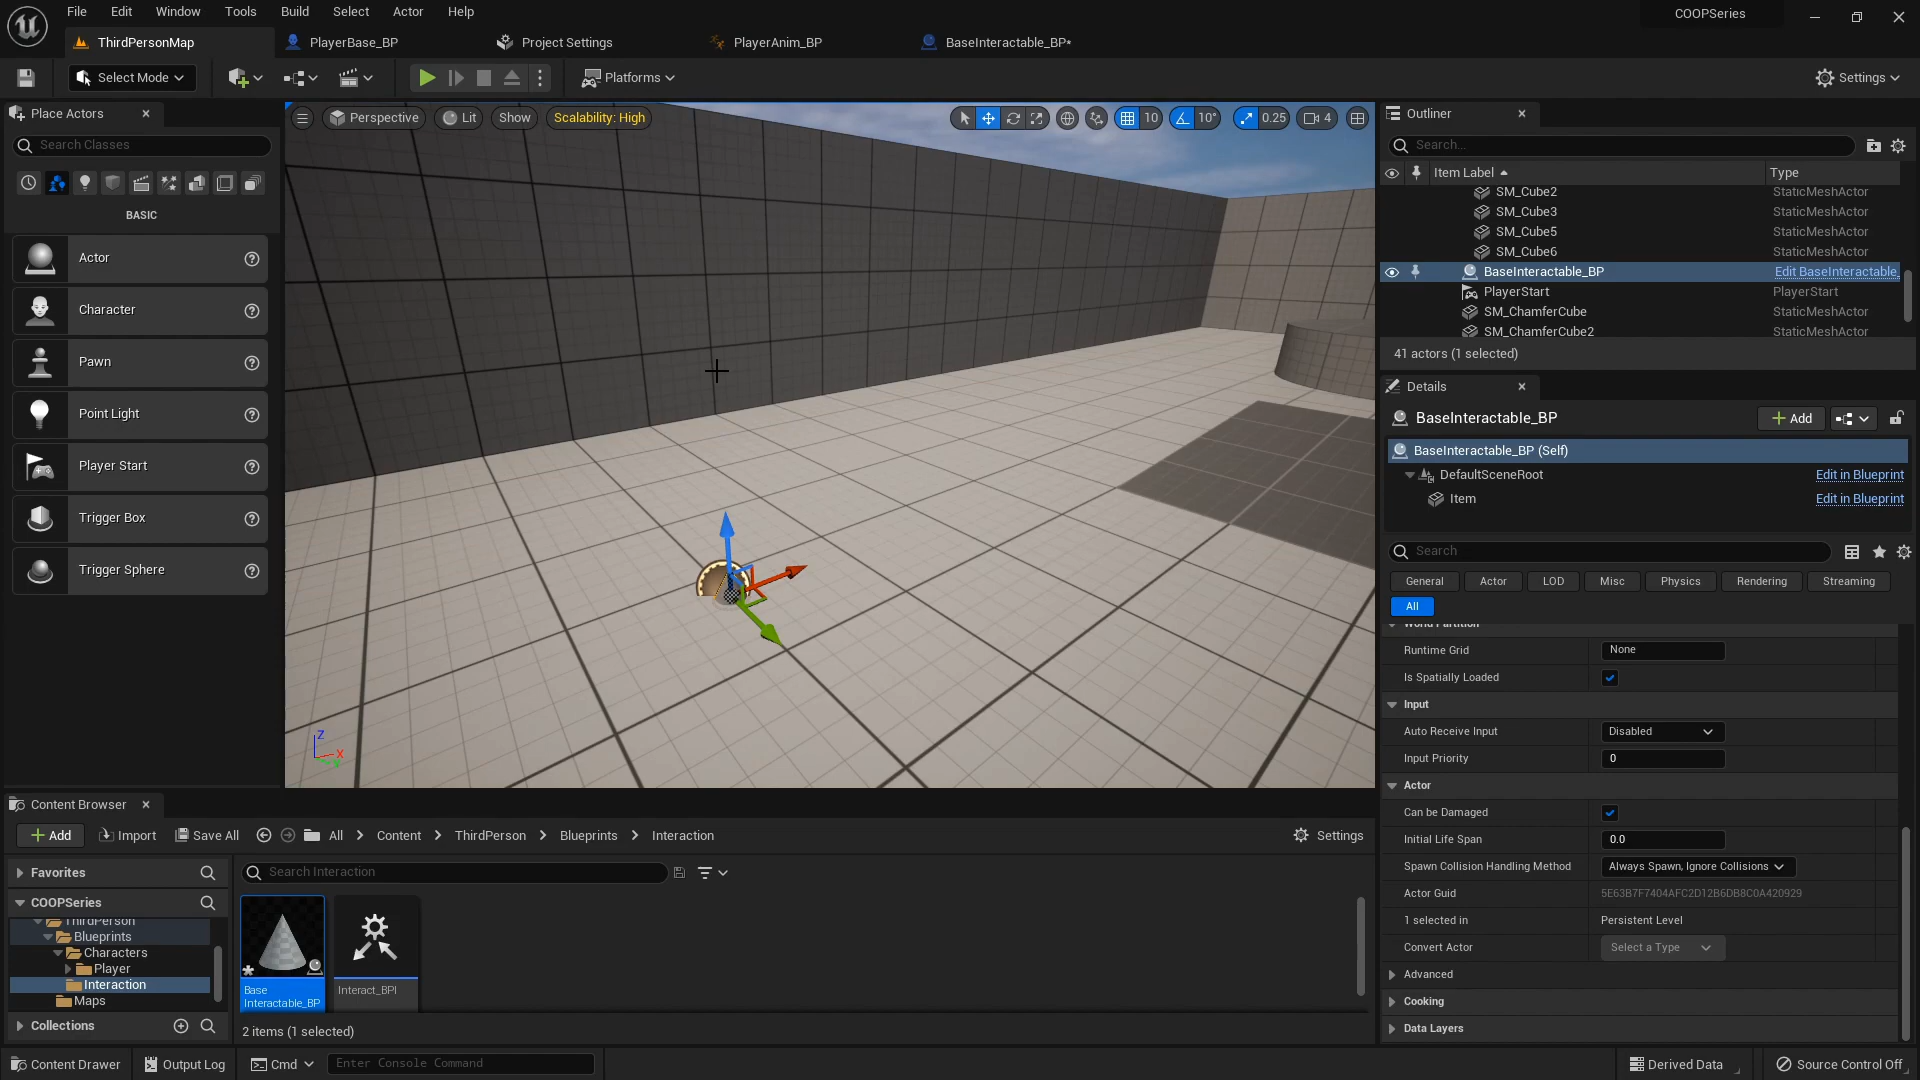 File Edit Window Tools Build Select Actor Help
COOPSeries
ThirdPersonMap
PlayerBase_BP
Project Settings
PlayerAnim_BP
BaseInteractable_BP*
Select Mode
Platforms
Settings
Place Actors
Search Classes
BASIC
Actor
Character
Pawn
Point Light
Player Start
Trigger Box
Trigger Sphere
Perspective
Lit
Show
Scalability: High
10
10°
0.25
4
Z
X
Y
Outliner
Search...
Item Label
Type
SM_Cube2 StaticMeshActor
SM_Cube3 StaticMeshActor
SM_Cube5 StaticMeshActor
SM_Cube6 StaticMeshActor
BaseInteractable_BP Edit BaseInteractable_
PlayerStart PlayerStart
SM_ChamferCube StaticMeshActor
SM_ChamferCube2 StaticMeshActor
41 actors (1 selected)
Details
BaseInteractable_BP
Add
BaseInteractable_BP (Self)
DefaultSceneRoot Edit in Blueprint
Item Edit in Blueprint
Search
General Actor LOD Misc Physics Rendering Streaming
All
World Partition
Runtime Grid None
Is Spatially Loaded
Input
Auto Receive Input Disabled
Input Priority 0
Actor
Can be Damaged
Initial Life Span 0.0
Spawn Collision Handling Method Always Spawn, Ignore Collisions
Actor Guid 5E63B7F7404AFC2D12B6DB8C0A420929
1 selected in Persistent Level
Convert Actor Select a Type
Advanced
Cooking
Data Layers
Content Browser
Add Import Save All All Content ThirdPerson Blueprints Interaction Settings
Favorites
COOPSeries
ThirdPerson
Blueprints
Characters
Player
Interaction
Maps
Collections
Search Interaction
Base
Interactable_BP
Interact_BPI
2 items (1 selected)
Content Drawer Output Log Cmd Enter Console Command Derived Data Source Control Off